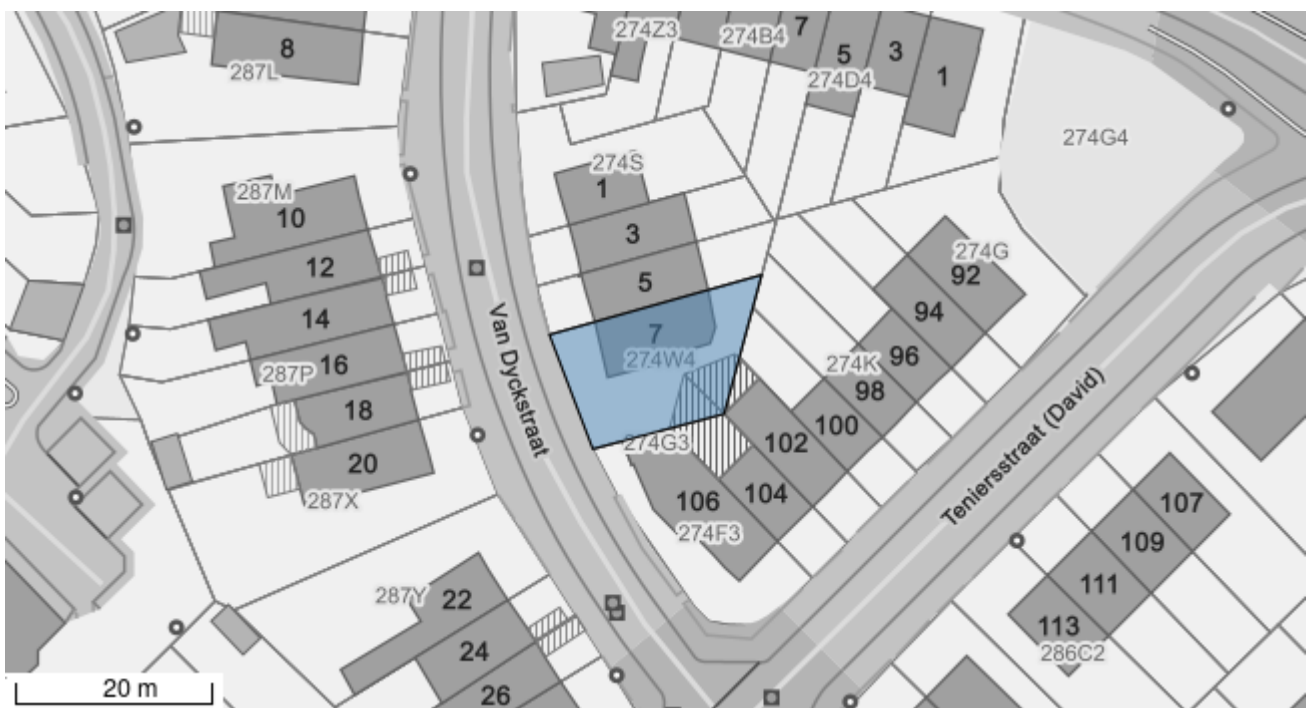 274Z3
274B4
7
5
3
1
8
287L
274D4
274G4
274S
1
287M
10
3
274G
92
12
5
94
14
Van Dyckstraat
7
274W4
96
274K
16
98
287P
18
100
102
274G3
20
106
104
107
287X
274F3
Teniersstraat (David)
109
111
287Y
22
113
24
286C2
26
20 m